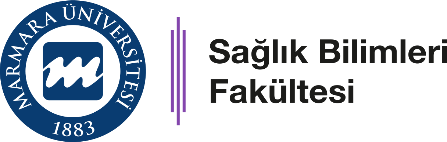 MARMARA ÜNİVERSİTESİ
m
1883
Sağlık Bilimleri
Fakültesi